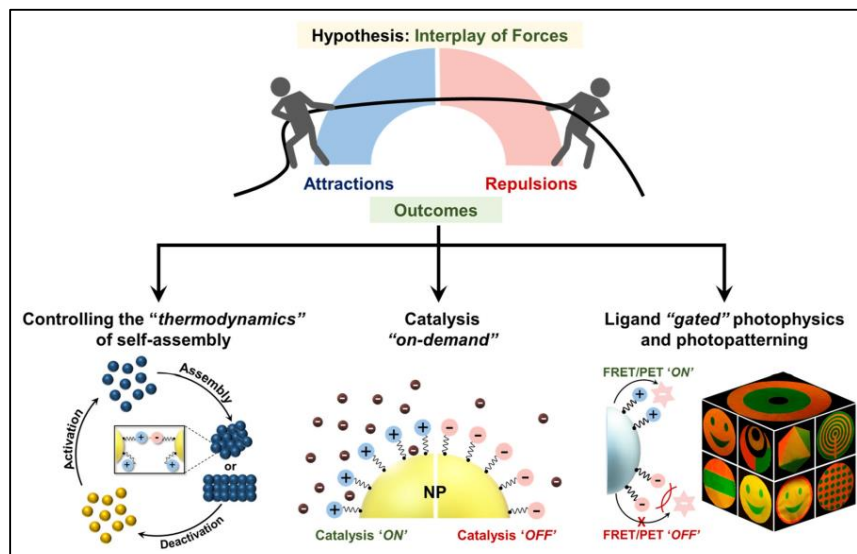 Hypothesis: Interplay of Forces
Attractions
Repulsions
Outcomes
Controlling the "thermodynamics"
of self-assembly
Activation
Assembly
+ -
+ +
or
Deactivation
Catalysis
"on-demand"
NP
Catalysis 'ON'
Catalysis 'OFF'
Ligand "gated" photophysics
and photopatterning
FRET/PET 'ON'
FRET/PET 'OFF'